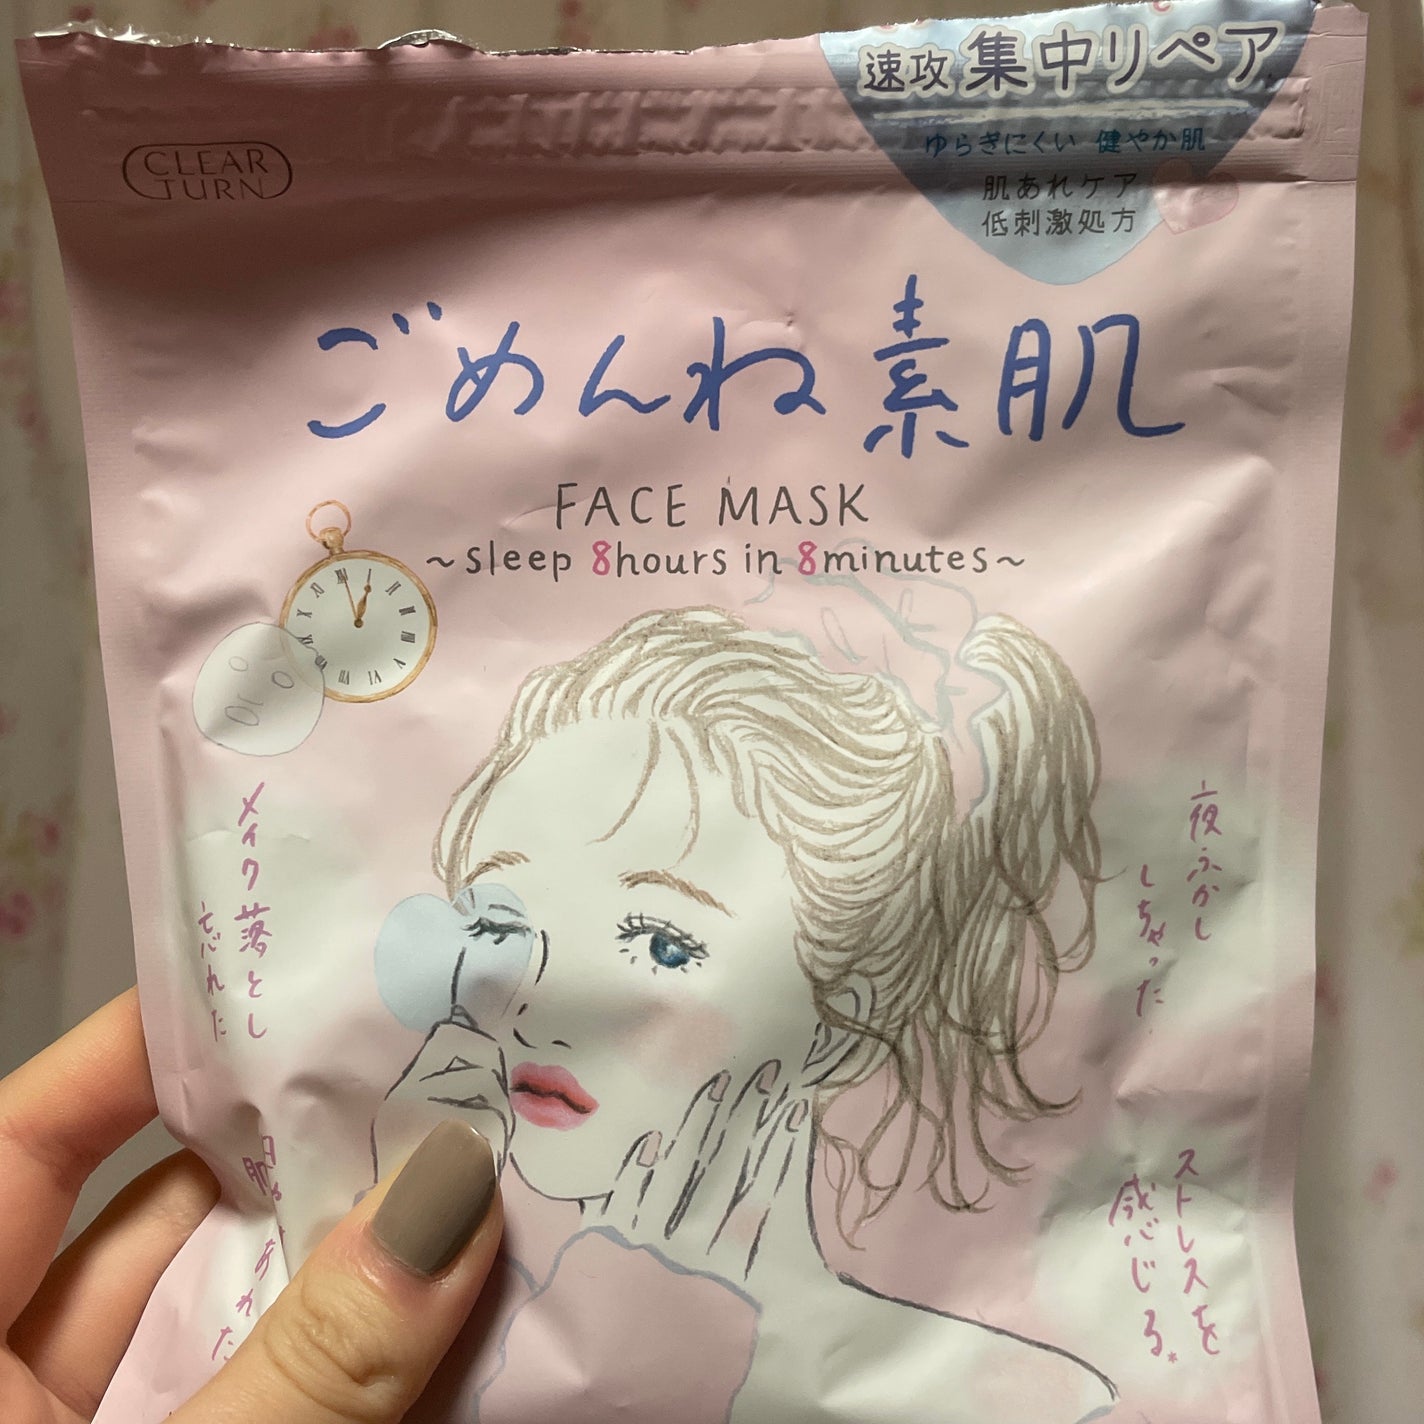 速攻 集中リペア
ゆらぎにくい 健やか肌
肌あれケア
低刺激処方
CLEAR
TURN
ごめんね素肌
FACE MASK
~sleep 8hours in 8minutes~
夜ふかし
しちゃった
メイク落とし
忘れた
ストレスを
感じる